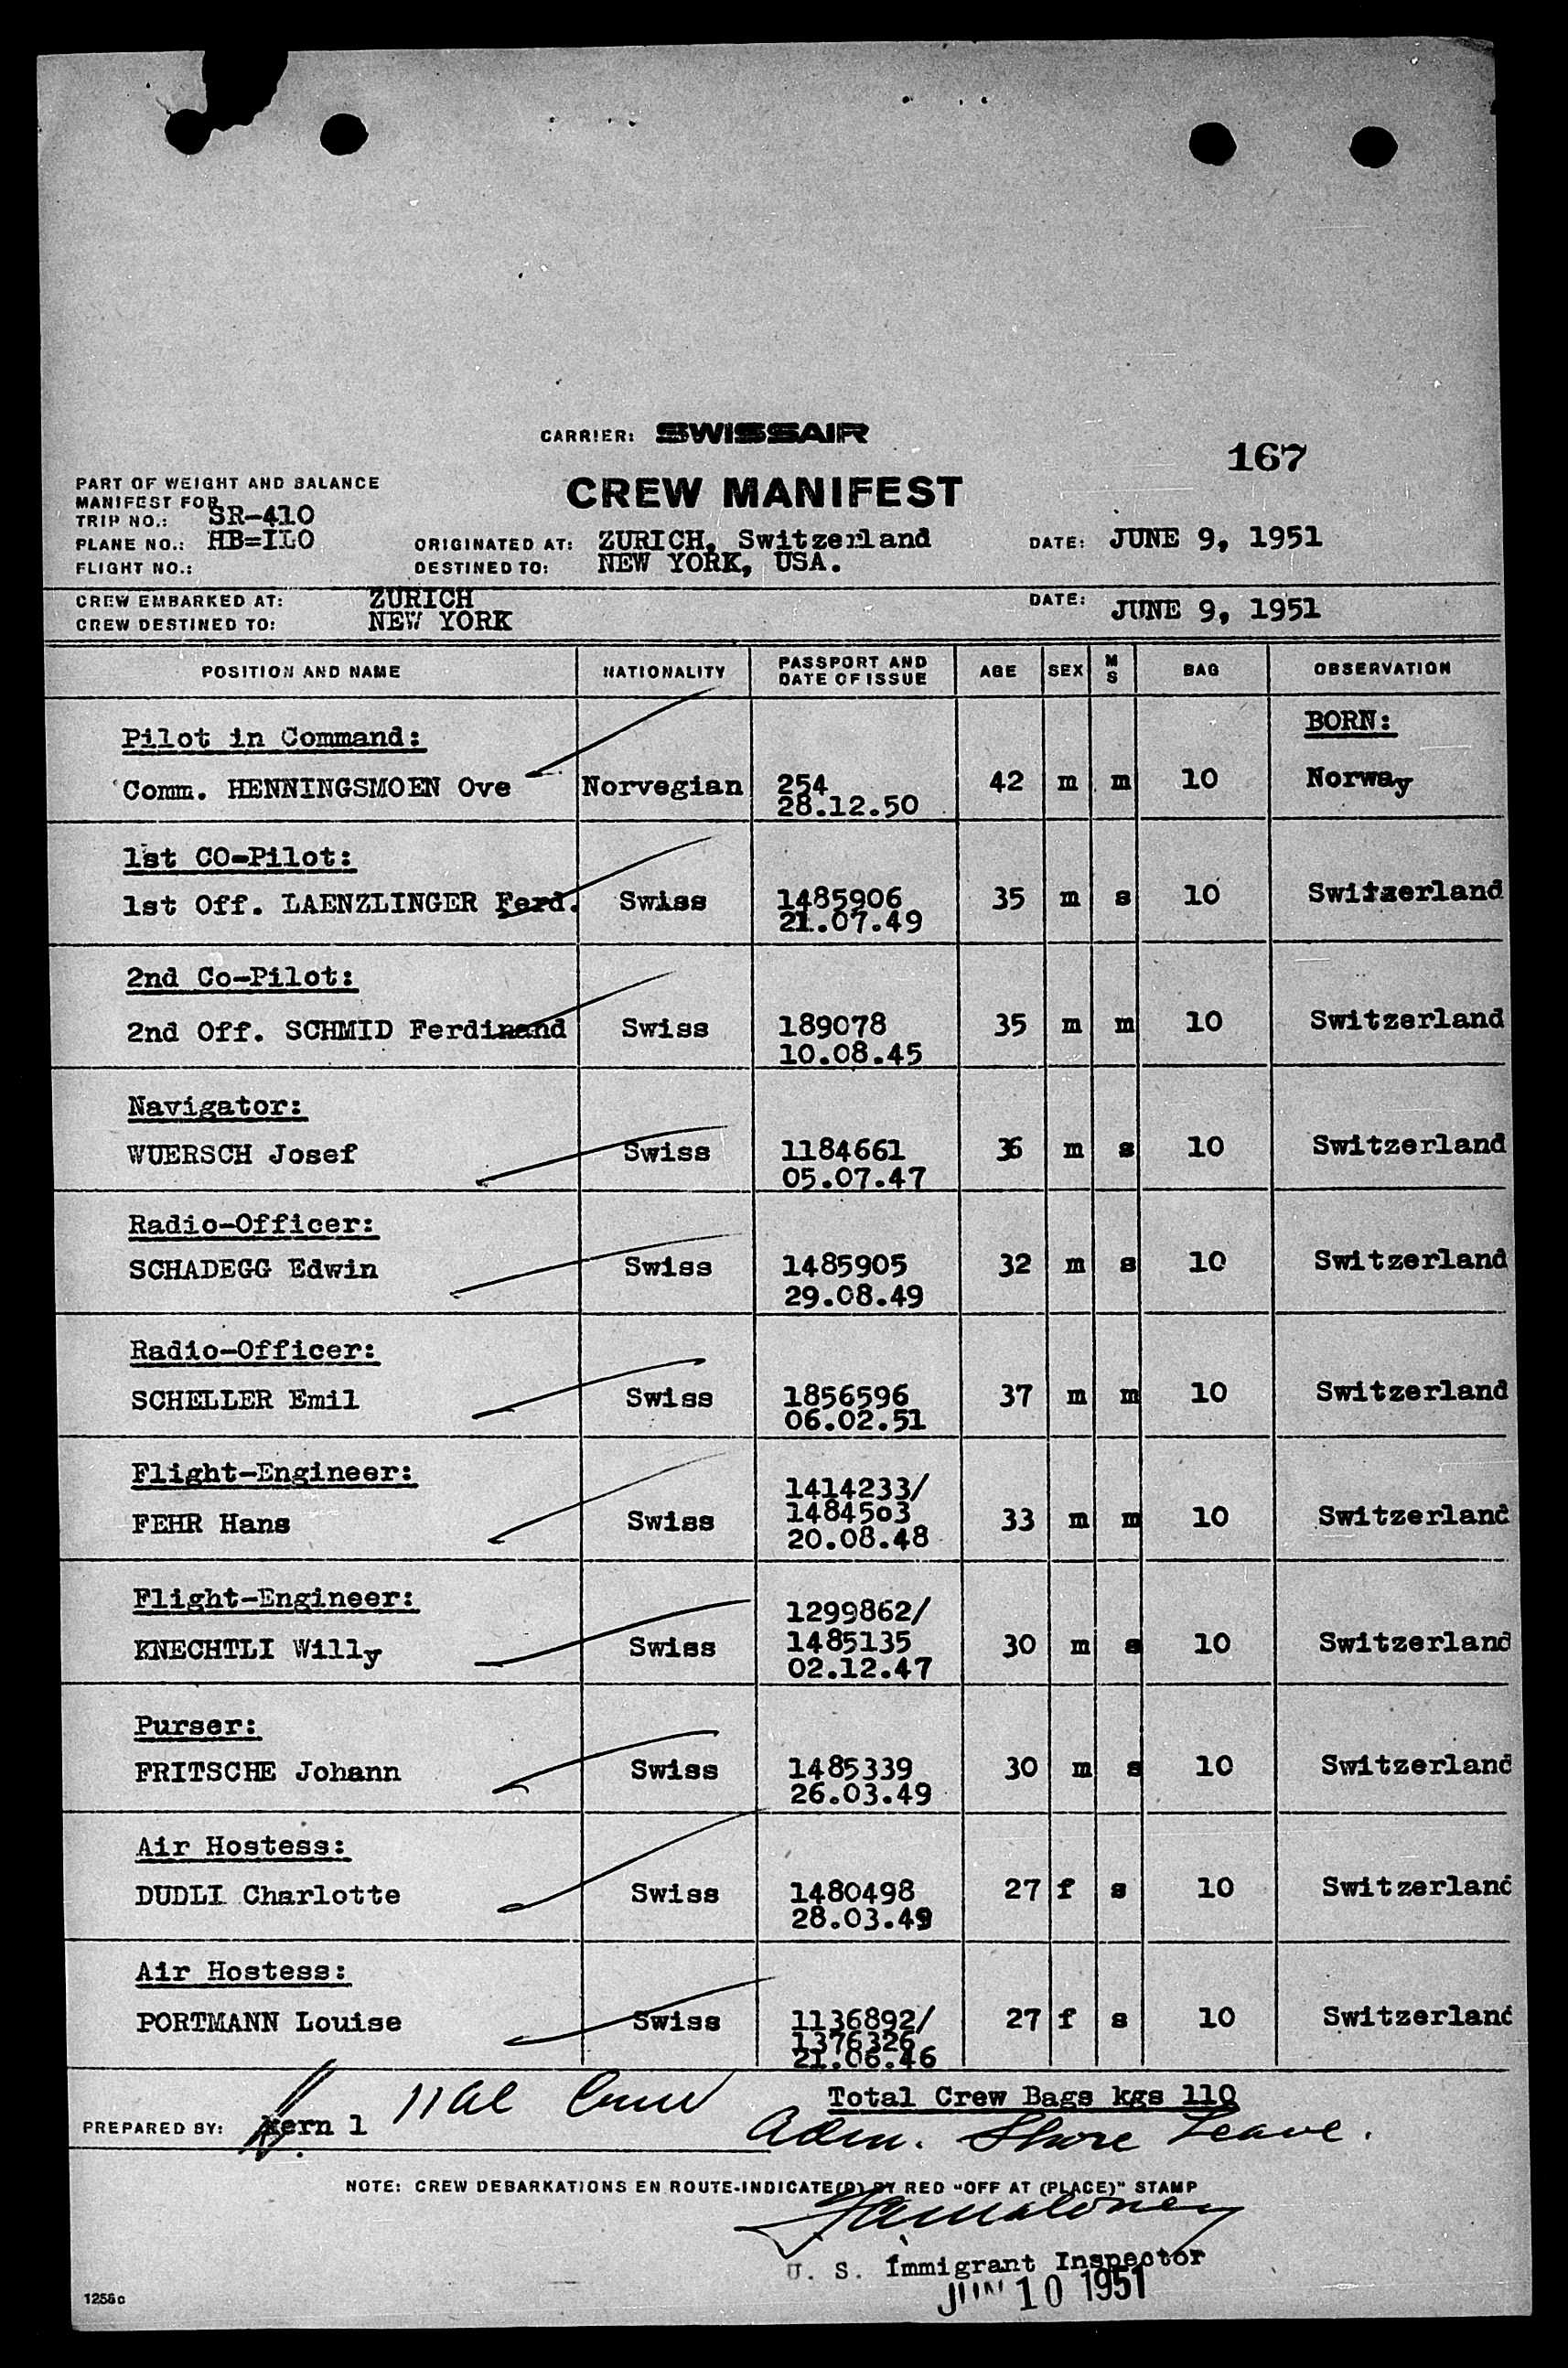 CARRIER: SWISSAIR
167
CREW MANIFEST
PART OF WEIGHT AND BALANCE
MANIFEST FOR
TRIP NO.: SR-410
PLANE NO.: HB=ILO
FLIGHT NO.:
ORIGINATED AT: ZURICH, Switzerland
DESTINED TO: NEW YORK, USA.
DATE: JUNE 9, 1951
CREW EMBARKED AT: ZURICH
CREW DESTINED TO: NEW YORK
DATE: JUNE 9, 1951
POSITION AND NAME NATIONALITY PASSPORT AND DATE OF ISSUE AGE SEX M S BAG OBSERVATION
Pilot in Command: BORN:
Comm. HENNINGSMOEN Ove Norvegian 254 42 m m 10 Norway
28.12.50
1st CO-Pilot:
1st Off. LAENZLINGER Ferd. Swiss 1485906 35 m s 10 Switzerland
21.07.49
2nd Co-Pilot:
2nd Off. SCHMID Ferdinand Swiss 189078 35 m m 10 Switzerland
10.08.45
Navigator:
WUERSCH Josef Swiss 1184661 36 m s 10 Switzerland
05.07.47
Radio-Officer:
SCHADEGG Edwin Swiss 1485905 32 m s 10 Switzerland
29.08.49
Radio-Officer:
SCHELLER Emil Swiss 1856596 37 m m 10 Switzerland
06.02.51
Flight-Engineer:
1414233/
FEHR Hans Swiss 1484503 33 m m 10 Switzerland
20.08.48
Flight-Engineer:
1299862/
KNECHTLI Willy Swiss 1485135 30 m s 10 Switzerland
02.12.47
Purser:
FRITSCHE Johann Swiss 1485339 30 m s 10 Switzerland
26.03.49
Air Hostess:
DUDLI Charlotte Swiss 1480498 27 f s 10 Switzerland
28.03.49
Air Hostess:
PORTMANN Louise Swiss 1136892/ 27 f s 10 Switzerland
1376326
21.06.46
Total Crew Bags kgs 110
PREPARED BY: Kern 1
11 al Crew
Adm. Shore Leave.
NOTE: CREW DEBARKATIONS EN ROUTE-INDICATE(D) BY RED "OFF AT (PLACE)" STAMP
U. S. Immigrant Inspector
JUN 10 1951
1256c